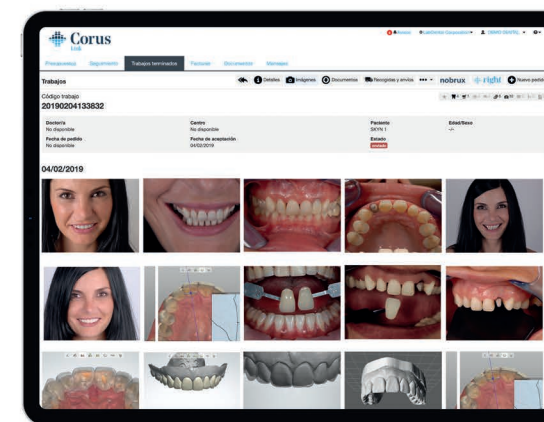 Corus
Link
Presupuestos Seguimiento Trabajos terminados Facturas Documentos Mensajes
Trabajos Detalles Imágenes Documentos Recogidas y envíos nobrux right Nuevo pedido
Código trabajo
20190204133832
Doctor/a Centro Paciente Edad/Sexo
No disponible No disponible SKYN 1 -/-
Fecha de pedido Fecha de aceptación Estado
No disponible 04/02/2019
04/02/2019